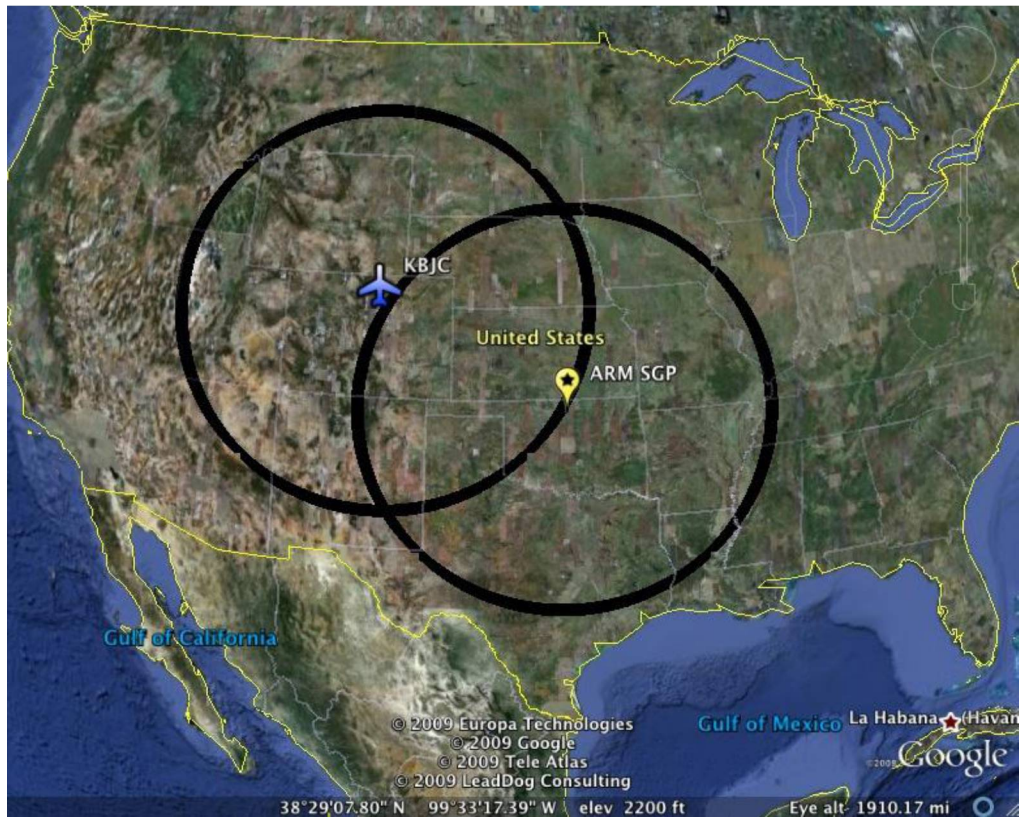 KBJC
United States
ARM SGP
Gulf of California
© 2009 Europa Technologies
© 2009 Google
© 2009 Tele Atlas
© 2009 LeadDog Consulting
Gulf of Mexico
La Habana (Havan
©2009 Google
38°29'07.80" N 99°33'17.39" W elev 2200 ft Eye alt 1910.17 mi